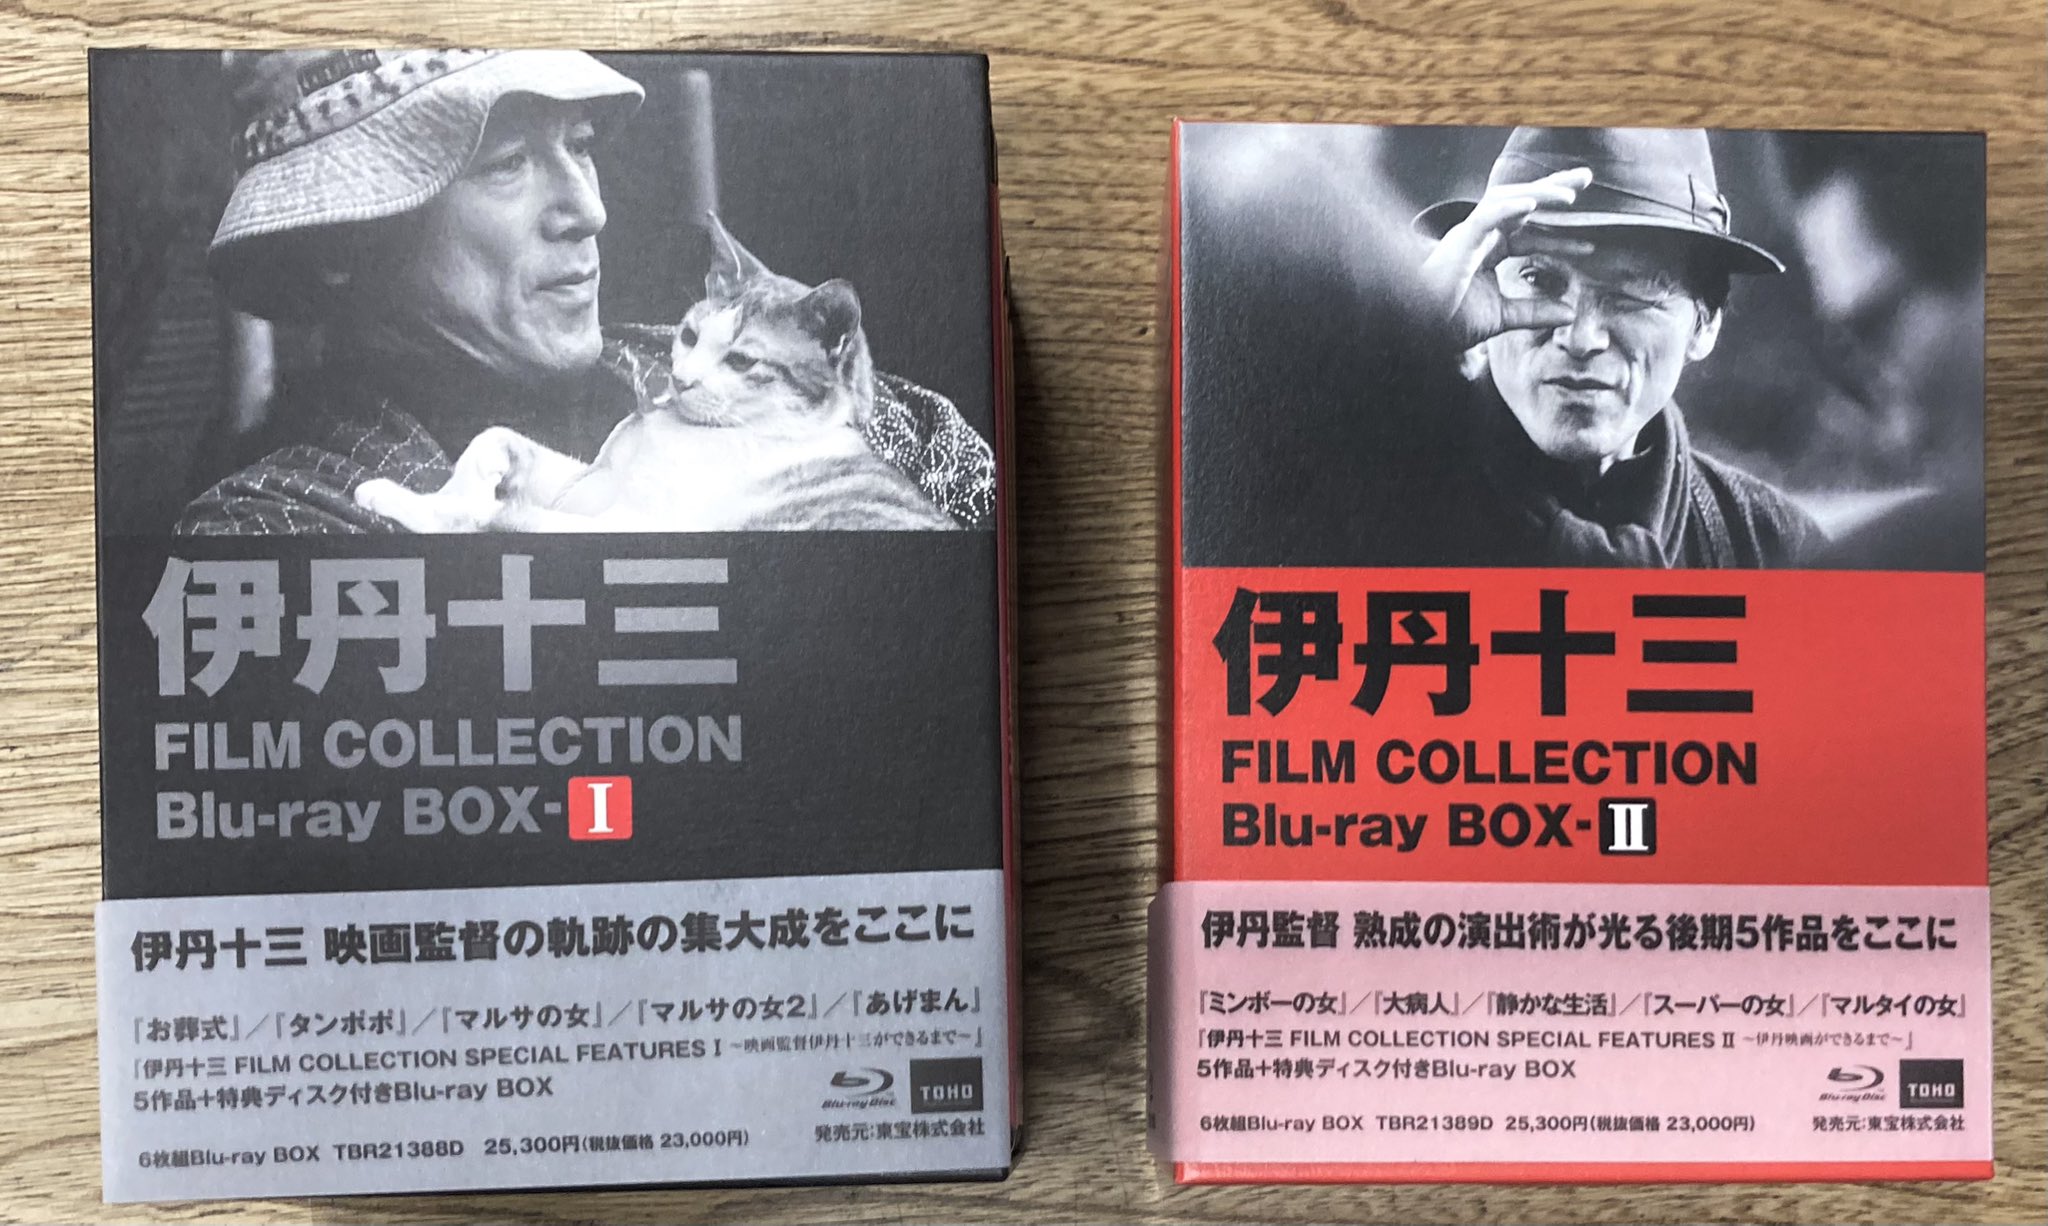 伊丹十三
FILM COLLECTION
Blu-ray BOX-I
伊丹十三 映画監督の軌跡の集大成をここに
『お葬式』／『タンポポ』／『マルサの女』／『マルサの女2』／『あげまん』
『伊丹十三 FILM COLLECTION SPECIAL FEATURES I ～映画監督伊丹十三ができるまで～』
5作品＋特典ディスク付きBlu-ray BOX
Blu-ray Disc
TOHO
6枚組Blu-ray BOX TBR21388D 25,300円(税抜価格 23,000円)
発売元:東宝株式会社
伊丹十三
FILM COLLECTION
Blu-ray BOX-II
伊丹監督 熟成の演出術が光る後期5作品をここに
『ミンボーの女』／『大病人』／『静かな生活』／『スーパーの女』／『マルタイの女』
『伊丹十三 FILM COLLECTION SPECIAL FEATURES II ～伊丹映画ができるまで～』
5作品＋特典ディスク付きBlu-ray BOX
Blu-ray Disc
TOHO
6枚組Blu-ray BOX TBR21389D 25,300円(税抜価格 23,000円)
発売元:東宝株式会社